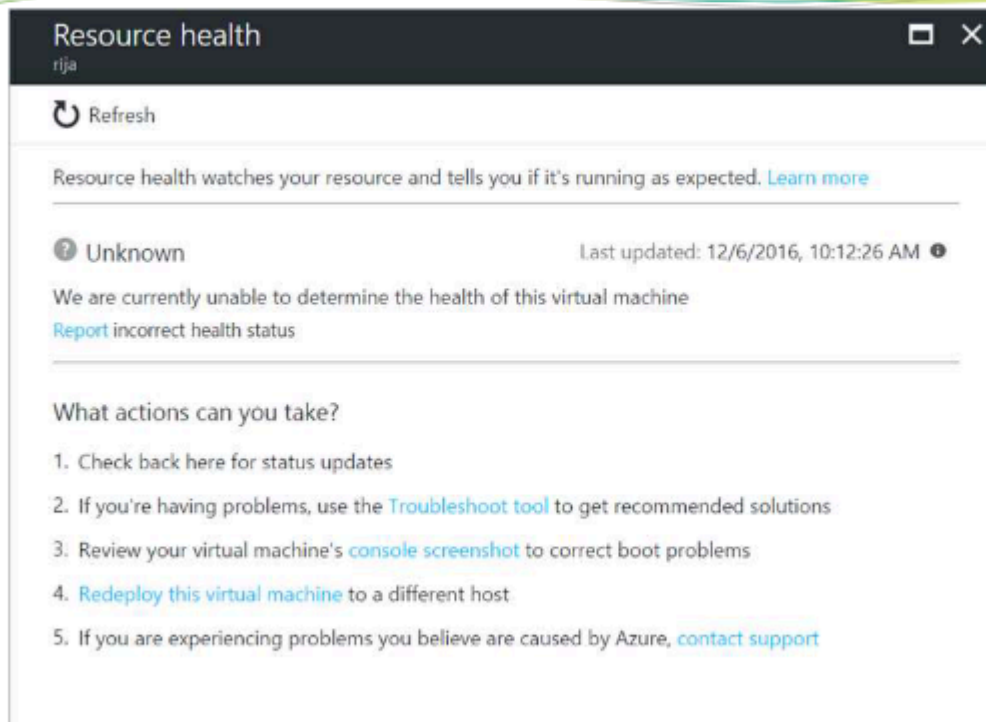 Resource health
rija
Refresh
Resource health watches your resource and tells you if it's running as expected. Learn more
Unknown
Last updated: 12/6/2016, 10:12:26 AM
We are currently unable to determine the health of this virtual machine
Report incorrect health status
What actions can you take?
1. Check back here for status updates
2. If you're having problems, use the Troubleshoot tool to get recommended solutions
3. Review your virtual machine's console screenshot to correct boot problems
4. Redeploy this virtual machine to a different host
5. If you are experiencing problems you believe are caused by Azure, contact support